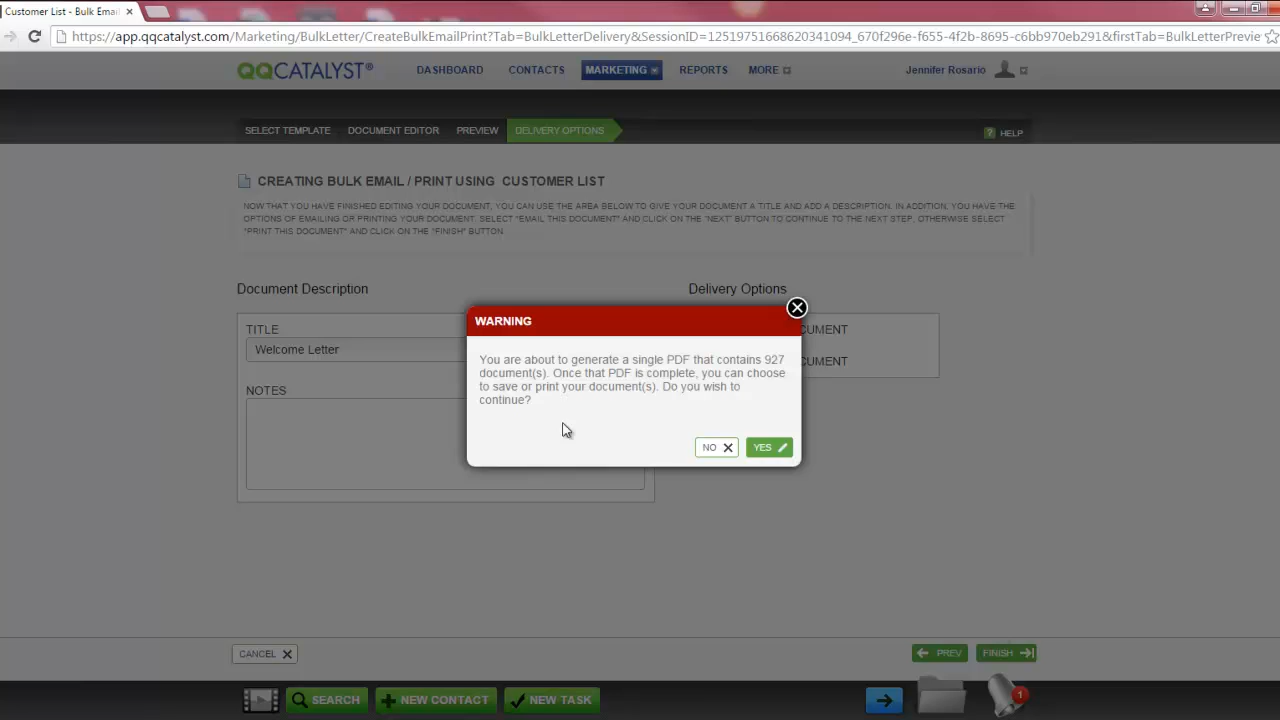 Customer List - Bulk Email
https://app.qqcatalyst.com/Marketing/BulkLetter/CreateBulkEmailPrint?Tab=BulkLetterDelivery&SessionID=12519751668620341094_670f296e-f655-4f2b-8695-c6bb970eb291&firstTab=BulkLetterPrevie
QQCATALYST®
DASHBOARD
CONTACTS
MARKETING
REPORTS
MORE
Jennifer Rosario
SELECT TEMPLATE
DOCUMENT EDITOR
PREVIEW
DELIVERY OPTIONS
? HELP
CREATING BULK EMAIL / PRINT USING CUSTOMER LIST
NOW THAT YOU HAVE FINISHED EDITING YOUR DOCUMENT, YOU CAN USE THE AREA BELOW TO GIVE YOUR DOCUMENT A TITLE AND ADD A DESCRIPTION. IN ADDITION, YOU HAVE THE
OPTIONS OF EMAILING OR PRINTING YOUR DOCUMENT. SELECT "EMAIL THIS DOCUMENT" AND CLICK ON THE "NEXT" BUTTON TO CONTINUE TO THE NEXT STEP, OTHERWISE SELECT
"PRINT THIS DOCUMENT" AND CLICK ON THE "FINISH" BUTTON.
Document Description
Delivery Options
TITLE
CUMENT
Welcome Letter
CUMENT
NOTES
WARNING
You are about to generate a single PDF that contains 927
document(s). Once that PDF is complete, you can choose
to save or print your document(s). Do you wish to
continue?
NO
YES
CANCEL
PREV
FINISH
SEARCH
NEW CONTACT
NEW TASK
1